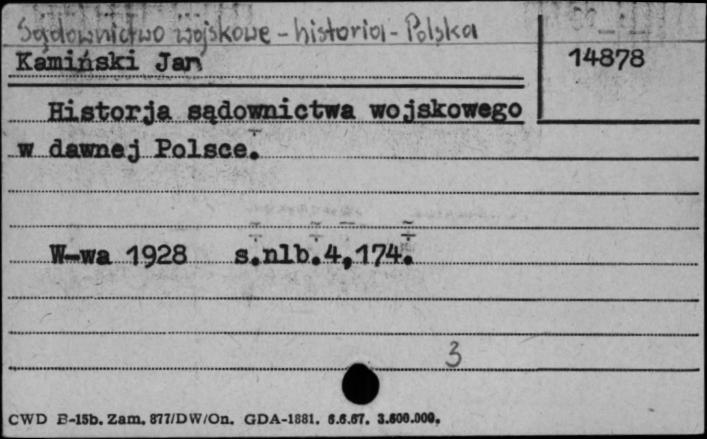 Sądownictwo wojskowe - historia - Polska
Kamiński Jan
14878
Historja sądownictwa wojskowego
w dawnej Polsce.
W-wa 1928 s.nlb.4,174.
3
CWD B-15b. Zam. 877/DW/On. GDA-1881. 6.6.67. 3.600.000.